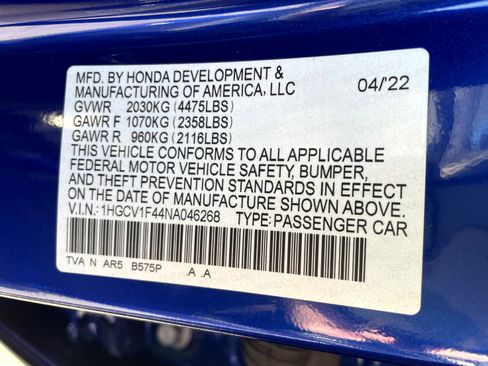 MFD. BY HONDA DEVELOPMENT & 04/'22
MANUFACTURING OF AMERICA, LLC
GVWR 2030KG (4475LBS)
GAWR F 1070KG (2358LBS)
GAWR R 960KG (2116LBS)
THIS VEHICLE CONFORMS TO ALL APPLICABLE
FEDERAL MOTOR VEHICLE SAFETY, BUMPER,
AND THEFT PREVENTION STANDARDS IN EFFECT
ON THE DATE OF MANUFACTURE SHOWN ABOVE.
V.I.N.: 1HGCV1F44NA046268 TYPE: PASSENGER CAR
TVA N AR5 B575P .A .A